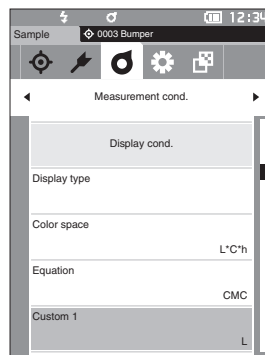 12:34
Sample
0003 Bumper
Measurement cond.
Display cond.
Display type
Color space
L*C*h
Equation
CMC
Custom 1
L